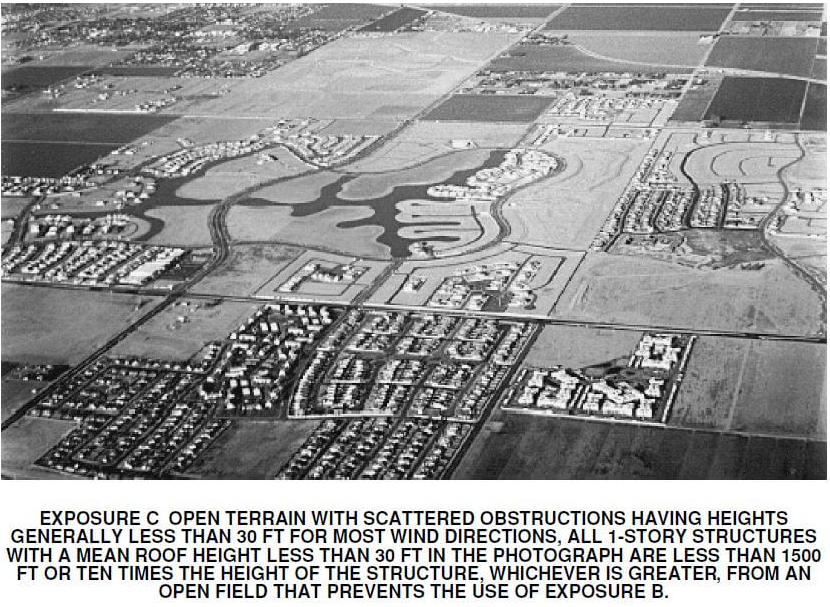 EXPOSURE C OPEN TERRAIN WITH SCATTERED OBSTRUCTIONS HAVING HEIGHTS
GENERALLY LESS THAN 30 FT FOR MOST WIND DIRECTIONS, ALL 1-STORY STRUCTURES
WITH A MEAN ROOF HEIGHT LESS THAN 30 FT IN THE PHOTOGRAPH ARE LESS THAN 1500
FT OR TEN TIMES THE HEIGHT OF THE STRUCTURE, WHICHEVER IS GREATER, FROM AN
OPEN FIELD THAT PREVENTS THE USE OF EXPOSURE B.